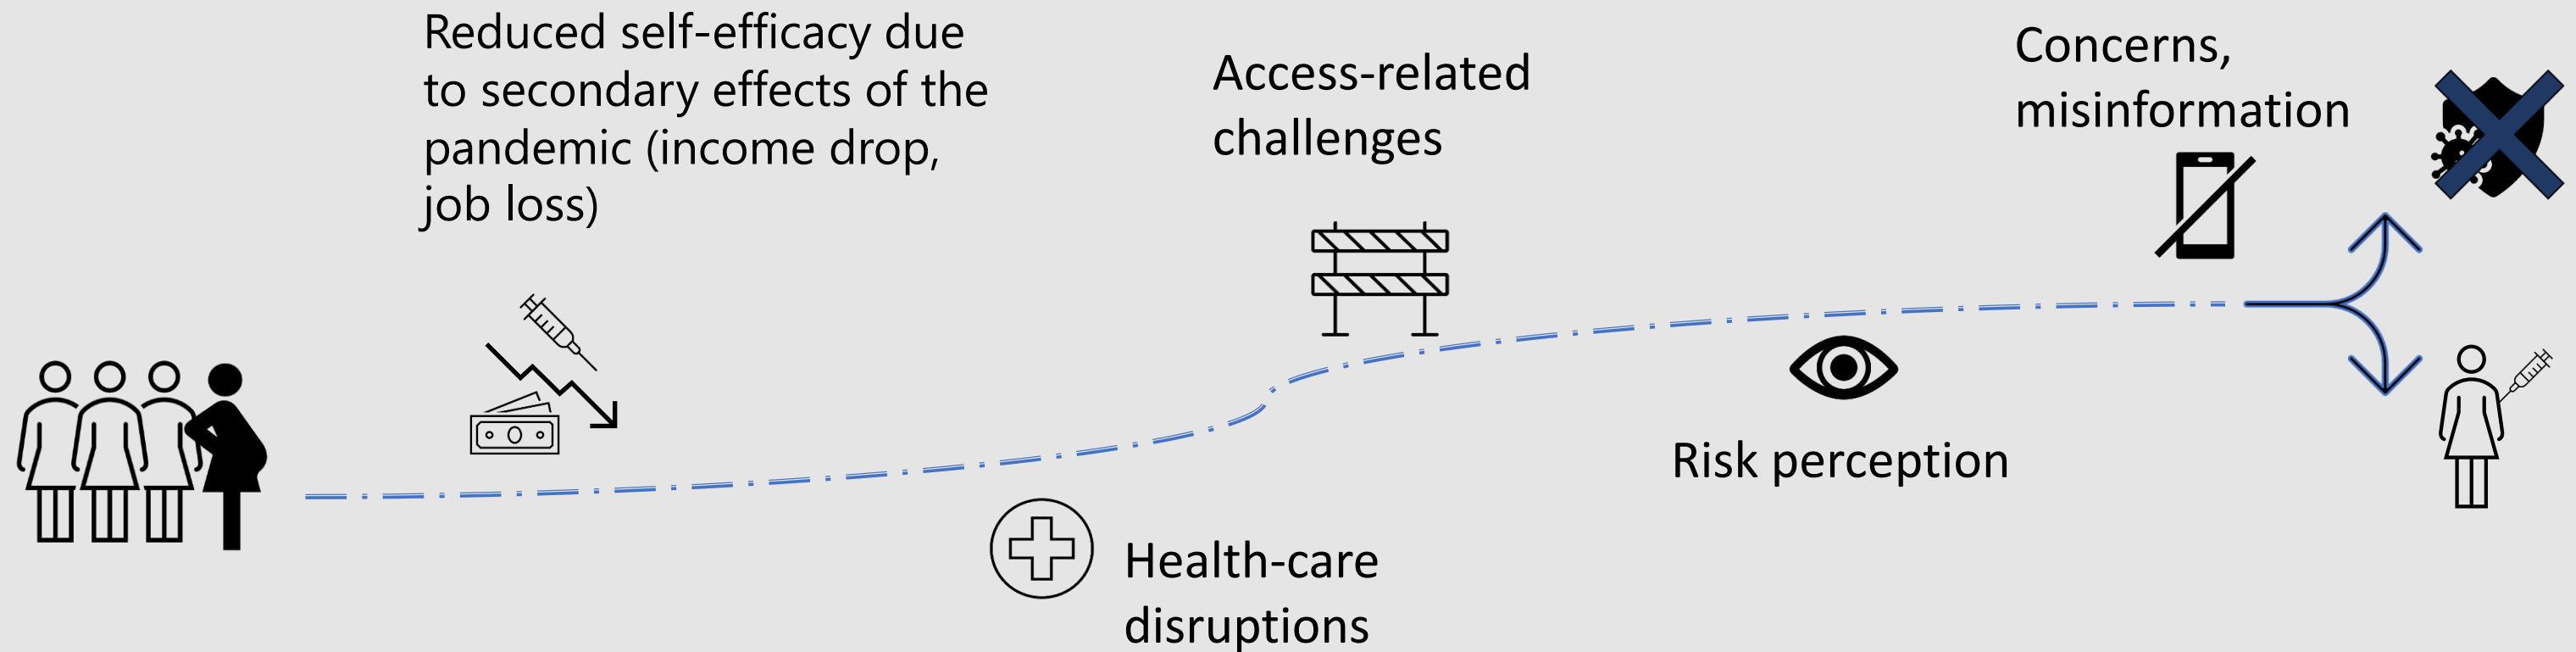 Reduced self-efficacy due
to secondary effects of the
pandemic (income drop,
job loss)
Health-care
disruptions
Access-related
challenges
Risk perception
Concerns,
misinformation